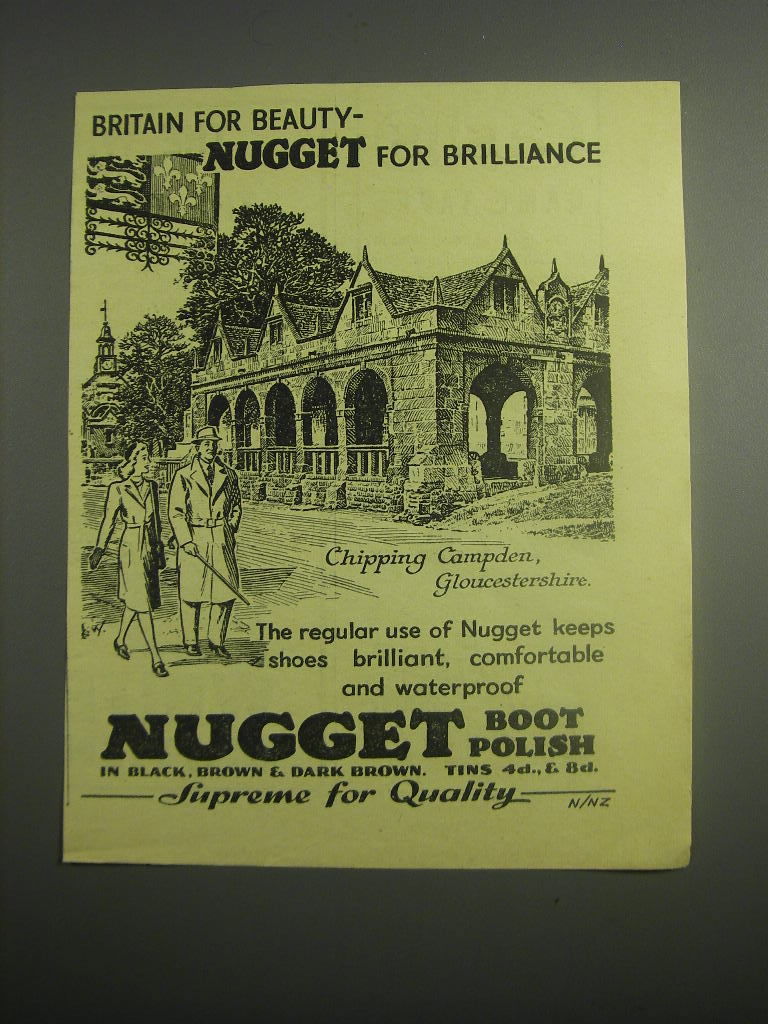 BRITAIN FOR BEAUTY-
NUGGET FOR BRILLIANCE
Chipping Campden,
Gloucestershire.
The regular use of Nugget keeps
shoes brilliant, comfortable
and waterproof
NUGGET BOOT POLISH
IN BLACK, BROWN & DARK BROWN. TINS 4d., & 8d.
Supreme for Quality
N/NZ